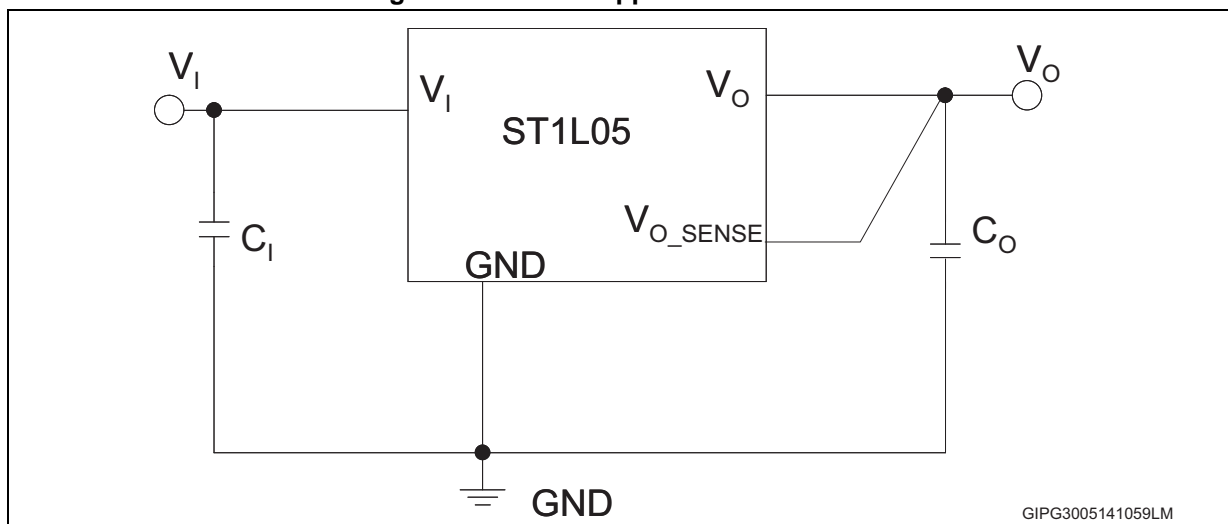 V_I
V_I
ST1L05
V_O
V_O
V_O_SENSE
C_I
GND
C_O
GND
GIPG3005141059LM